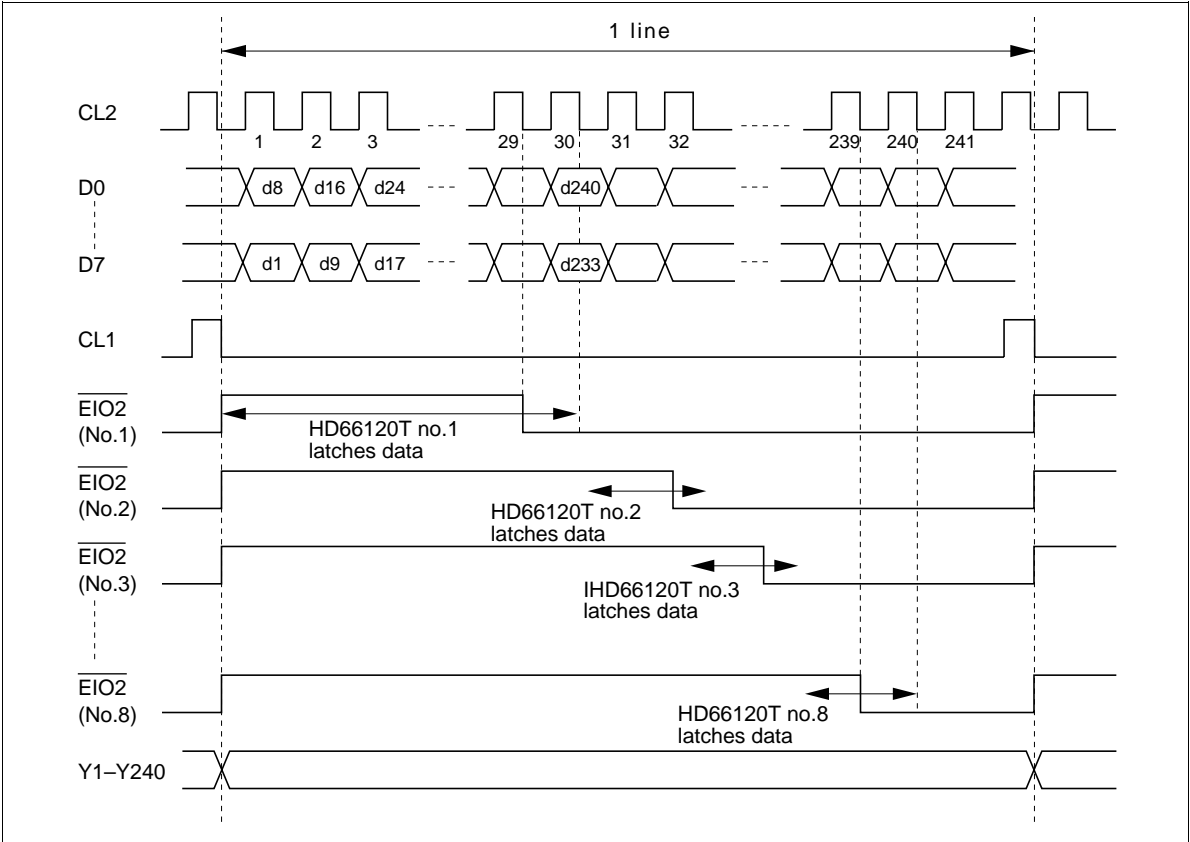 1 line
CL2
1 2 3 29 30 31 32 239 240 241
D0
d8 d16 d24 d240
D7
d1 d9 d17 d233
CL1
EIO2
(No.1)
HD66120T no.1
latches data
EIO2
(No.2)
HD66120T no.2
latches data
EIO2
(No.3)
IHD66120T no.3
latches data
EIO2
(No.8)
HD66120T no.8
latches data
Y1–Y240